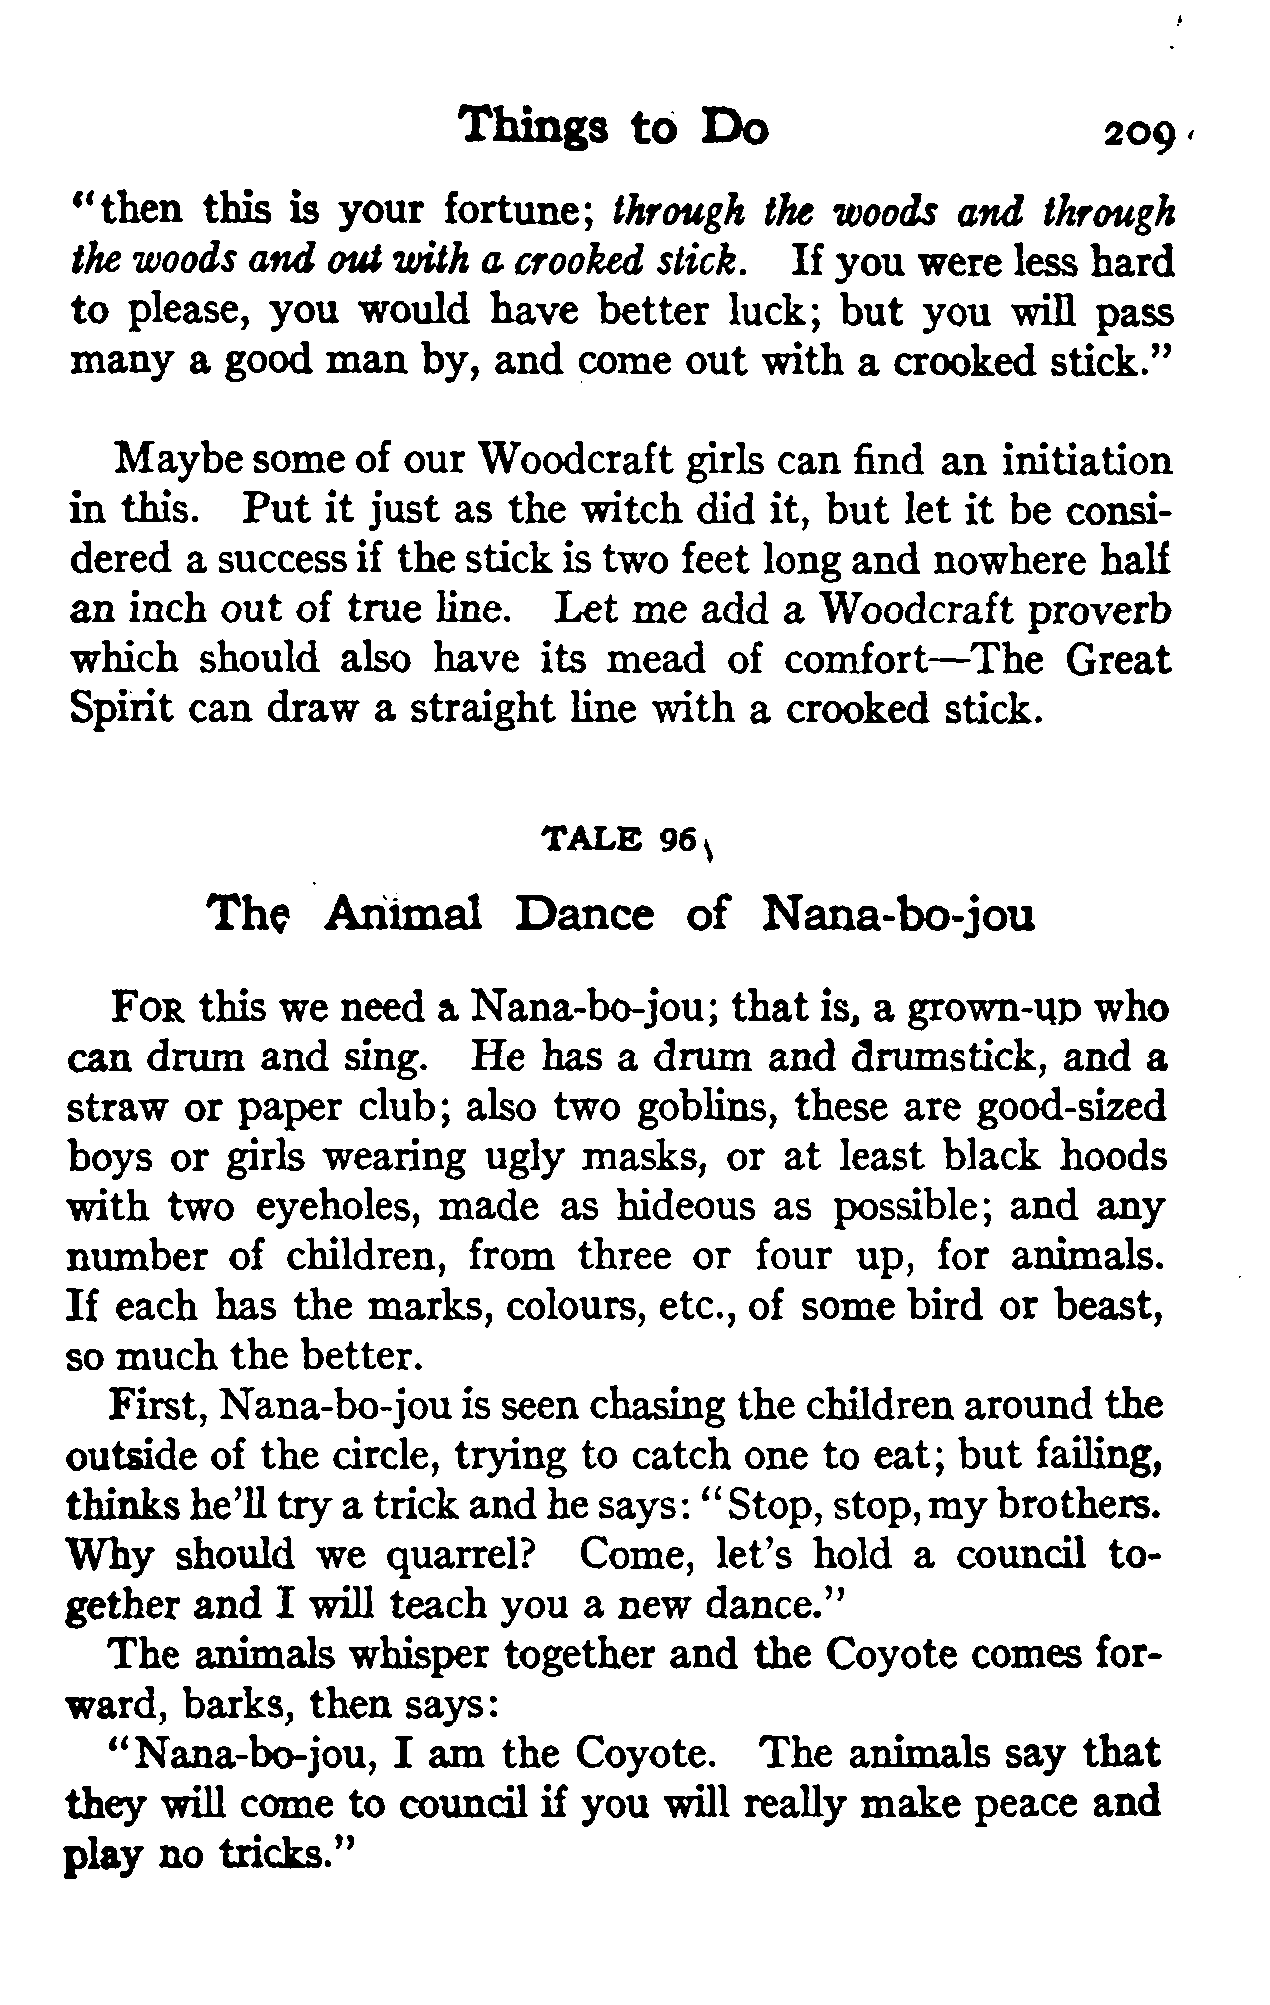 Things to Do 209
"then this is your fortune; through the woods and through
the woods and out with a crooked stick. If you were less hard
to please, you would have better luck; but you will pass
many a good man by, and come out with a crooked stick."
Maybe some of our Woodcraft girls can find an initiation
in this. Put it just as the witch did it, but let it be consi-
dered a success if the stick is two feet long and nowhere half
an inch out of true line. Let me add a Woodcraft proverb
which should also have its mead of comfort—The Great
Spirit can draw a straight line with a crooked stick.
TALE 96
The Animal Dance of Nana-bo-jou
FOR this we need a Nana-bo-jou; that is, a grown-up who
can drum and sing. He has a drum and drumstick, and a
straw or paper club; also two goblins, these are good-sized
boys or girls wearing ugly masks, or at least black hoods
with two eyeholes, made as hideous as possible; and any
number of children, from three or four up, for animals.
If each has the marks, colours, etc., of some bird or beast,
so much the better.
First, Nana-bo-jou is seen chasing the children around the
outside of the circle, trying to catch one to eat; but failing,
thinks he'll try a trick and he says: "Stop, stop, my brothers.
Why should we quarrel? Come, let's hold a council to-
gether and I will teach you a new dance."
The animals whisper together and the Coyote comes for-
ward, barks, then says:
"Nana-bo-jou, I am the Coyote. The animals say that
they will come to council if you will really make peace and
play no tricks."